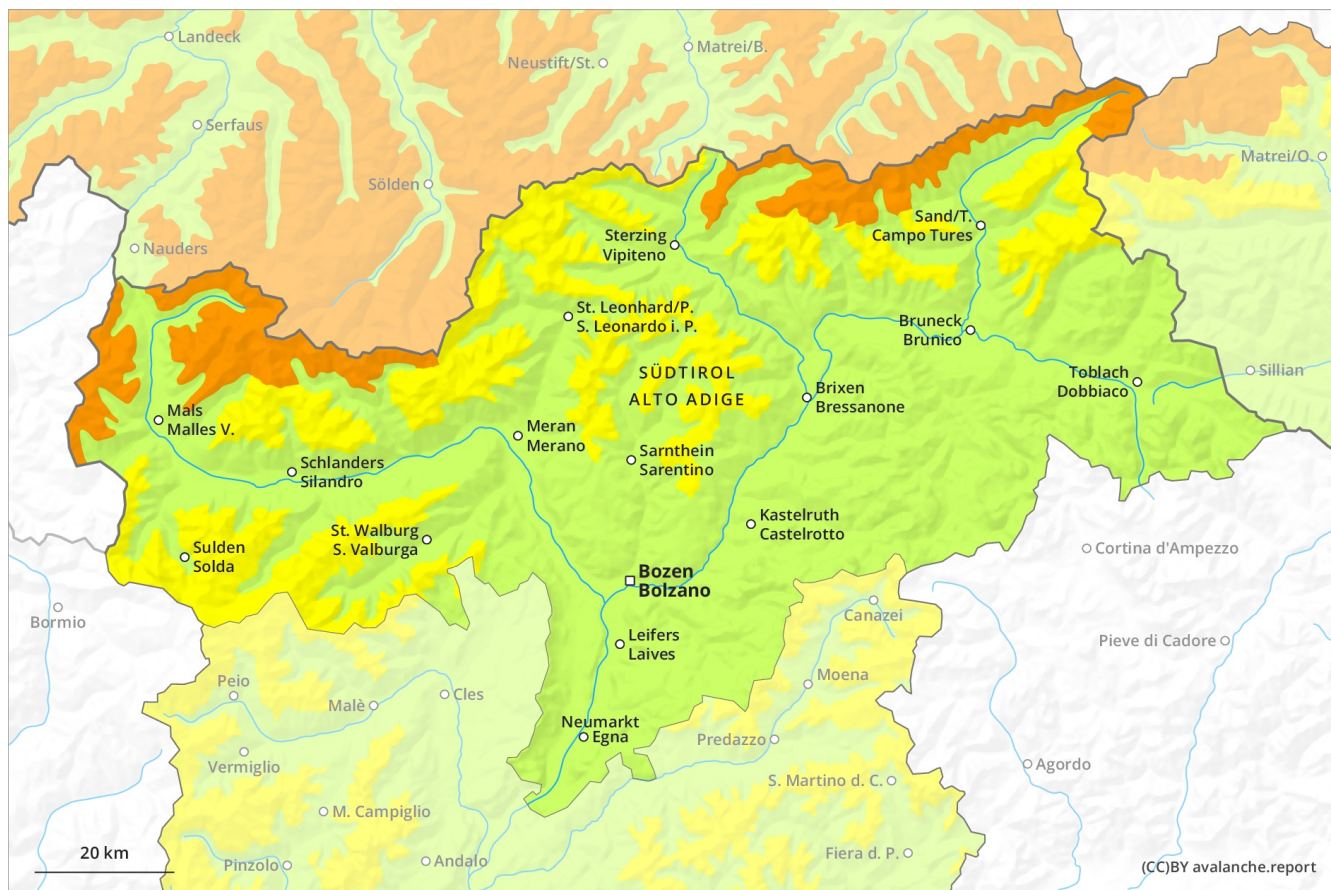 Landeck
Matrei/B.
Neustift/St.
Serfaus
Matrei/O.
Sölden
Sand/T.
Campo Tures
Nauders
Sterzing
Vipiteno
St. Leonhard/P.
S. Leonardo i. P.
Bruneck
Brunico
SÜDTIROL
ALTO ADIGE
Toblach
Dobbiaco
Sillian
Brixen
Bressanone
Mals
Malles V.
Meran
Merano
Sarnthein
Sarentino
Schlanders
Silandro
Kastelruth
Castelrotto
St. Walburg
S. Valburga
Sulden
Solda
Cortina d'Ampezzo
Bozen
Bolzano
Bormio
Canazei
Leifers
Laives
Pieve di Cadore
Peio
Moena
Malè
Cles
Neumarkt
Egna
Predazzo
Vermiglio
Agordo
S. Martino d. C.
M. Campiglio
20 km
Pinzolo
Andalo
Fiera d. P.
(CC)BY avalanche.report